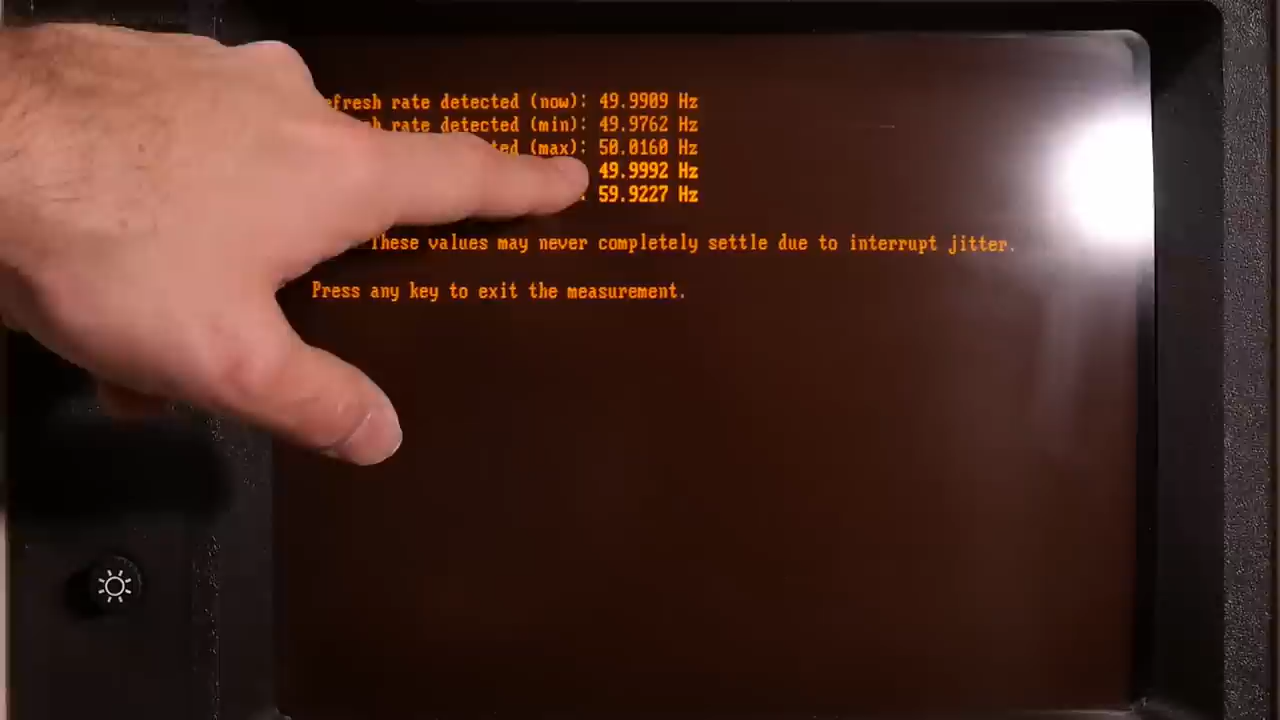 rate detected (now): 49.9909 Hz
rate detected (min): 49.9762 Hz
(max): 50.0160 Hz
49.9992 Hz
: 59.9227 Hz
These values may never completely settle due to interrupt jitter.
Press any key to exit the measurement.